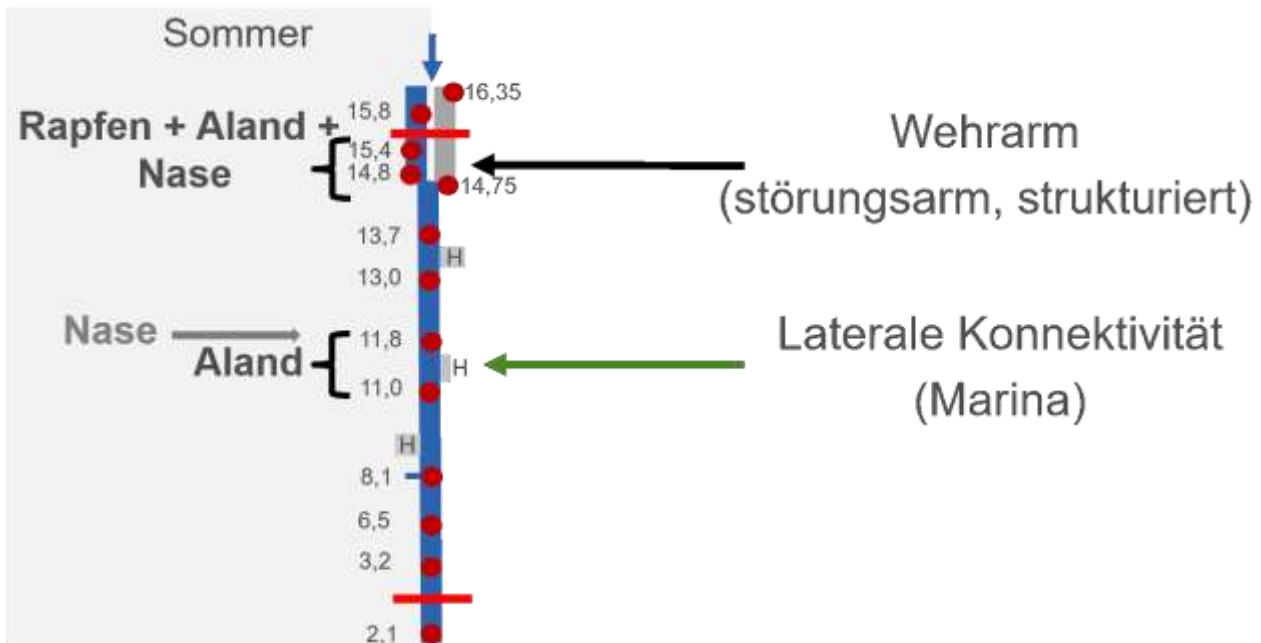 Sommer
16,35
15,8
Rapfen + Aland +
Nase
15,4
14,8
14,75
Wehrarm
(störungsarm, strukturiert)
13,7
H
13,0
Nase
11,8
Aland
H
11,0
Laterale Konnektivität
(Marina)
H
8,1
6,5
3,2
2,1